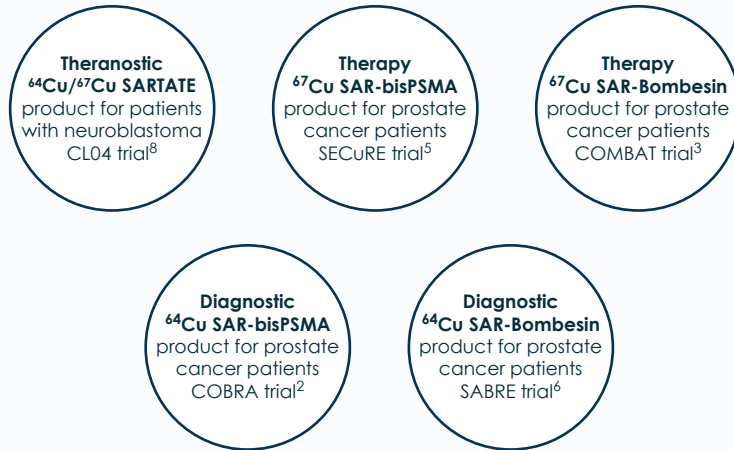 Theranostic
⁶⁴Cu/⁶⁷Cu SARTATE
product for patients
with neuroblastoma
CL04 trial⁸
Therapy
⁶⁷Cu SAR-bisPSMA
product for prostate
cancer patients
SECuRE trial⁵
Therapy
⁶⁷Cu SAR-Bombesin
product for prostate
cancer patients
COMBAT trial³
Diagnostic
⁶⁴Cu SAR-bisPSMA
product for prostate
cancer patients
COBRA trial²
Diagnostic
⁶⁴Cu SAR-Bombesin
product for prostate
cancer patients
SABRE trial⁶